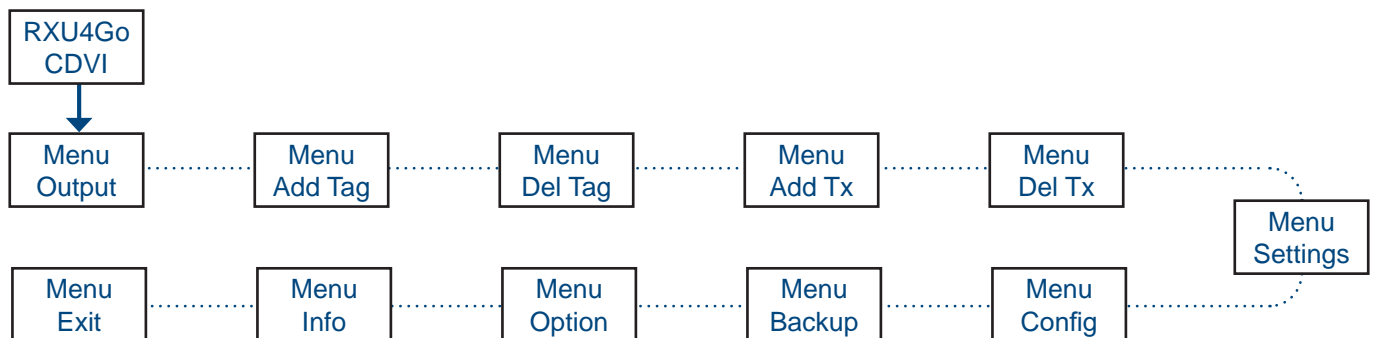 RXU4Go
CDVI
Menu
Output
Menu
Add Tag
Menu
Del Tag
Menu
Add Tx
Menu
Del Tx
Menu
Settings
Menu
Exit
Menu
Info
Menu
Option
Menu
Backup
Menu
Config